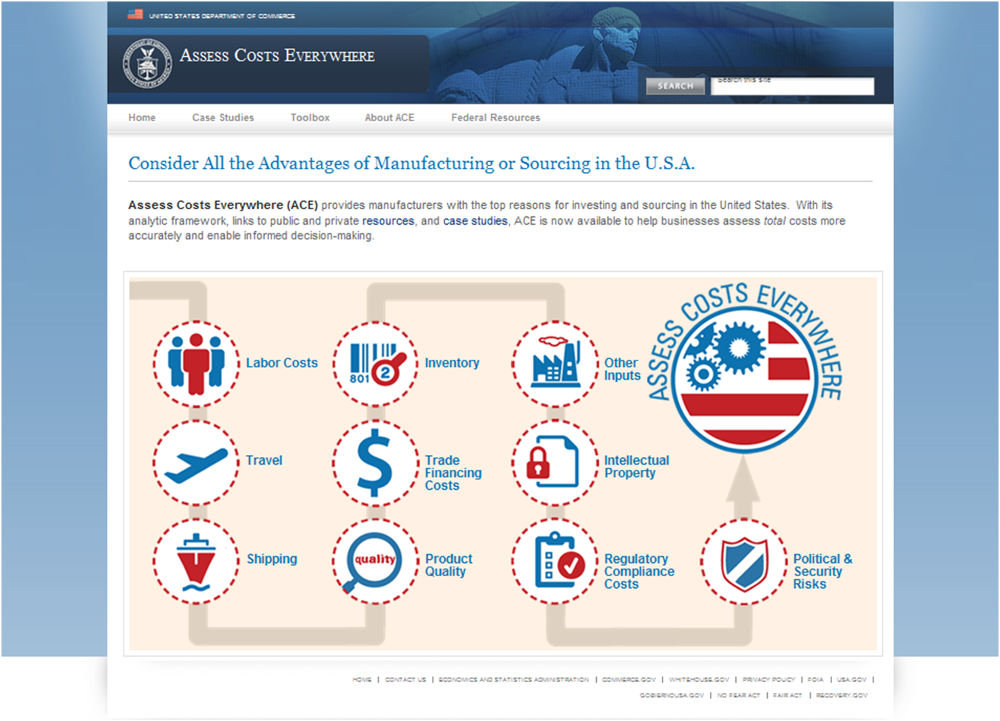 UNITED STATES DEPARTMENT OF COMMERCE
ASSESS COSTS EVERYWHERE
SEARCH
Search this site
Home
Case Studies
Toolbox
About ACE
Federal Resources
Consider All the Advantages of Manufacturing or Sourcing in the U.S.A.
Assess Costs Everywhere (ACE) provides manufacturers with the top reasons for investing and sourcing in the United States. With its
analytic framework, links to public and private resources, and case studies, ACE is now available to help businesses assess total costs more
accurately and enable informed decision-making.
Labor Costs
Travel
Shipping
801
2
Inventory
Trade
Financing
Costs
quality
Product
Quality
Other
Inputs
Intellectual
Property
Regulatory
Compliance
Costs
ASSESS COSTS EVERYWHERE
Political &
Security
Risks
HOME | CONTACT US | ECONOMICS AND STATISTICS ADMINISTRATION | COMMERCE.GOV | WHITEHOUSE.GOV | PRIVACY POLICY | FOIA | USA.GOV |
GOBIERNOUSA.GOV | NO FEAR ACT | FAIR ACT | RECOVERY.GOV